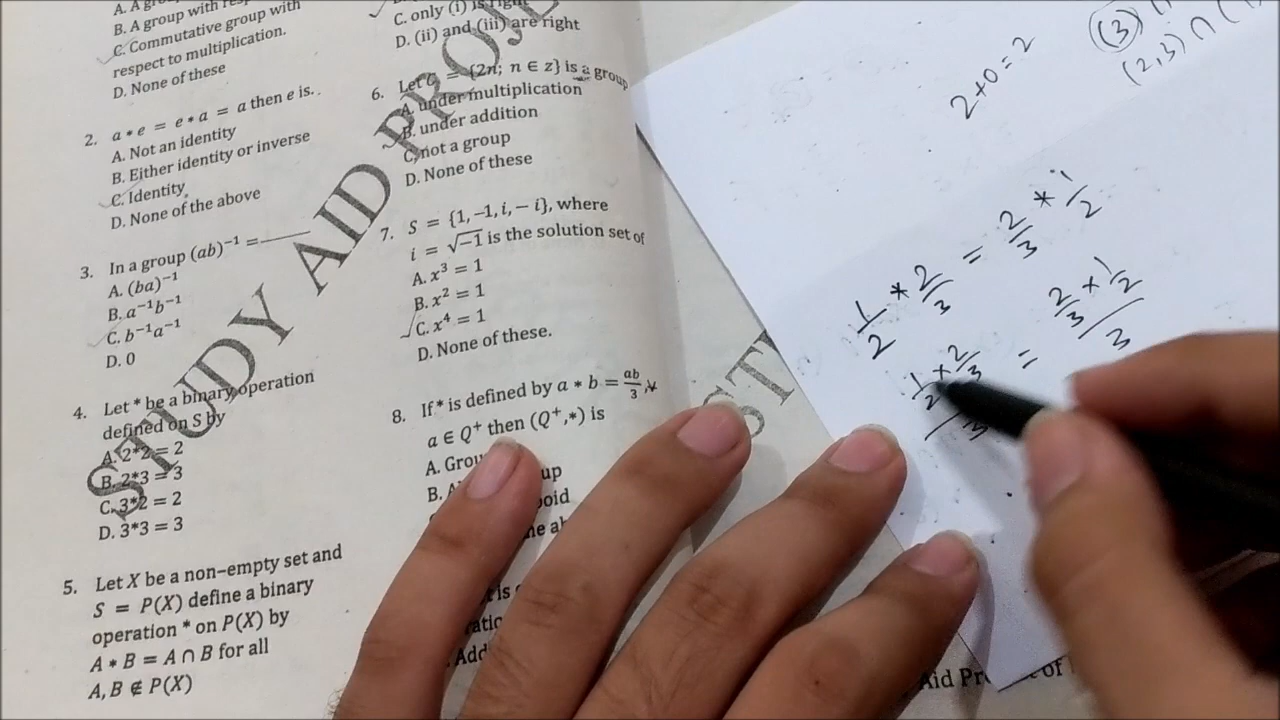 B. A group with
C. Commutative group with
respect to multiplication.
D. None of these
2. a * e = e * a = a then e is.
A. Not an identity
B. Either identity or inverse
C. Identity
D. None of the above
3. In a group (ab)⁻¹ = ______
A. (ba)⁻¹
B. a⁻¹b⁻¹
C. b⁻¹a⁻¹
D. 0
4. Let * be a binary operation
defined on S by
A. 2*2 = 2
B. 2*3 = 3
C. 3*2 = 2
D. 3*3 = 3
5. Let X be a non-empty set and
S = P(X) define a binary
operation * on P(X) by
A * B = A ∩ B for all
A, B ∉ P(X)
C. only (i) is right
D. (ii) and (iii) are right
6. Let = {2n; n ∈ z} is a group
A. under multiplication
B. under addition
C. not a group
D. None of these
7. S = {1, −1, i, − i}, where
i = √−1 is the solution set of
A. x³ = 1
B. x² = 1
C. x⁴ = 1
D. None of these.
8. If * is defined by a * b = ab/3, ∀
a ∈ Q⁺ then (Q⁺,*) is
A.
B.
STUDY AID
2+0=2
(3)
(2,3) ∩
1/2 * 2/3 = 2/3 * 1/2
1/2 × 2/3 / 3 = 2/3 × 1/2 / 3
Aid
of